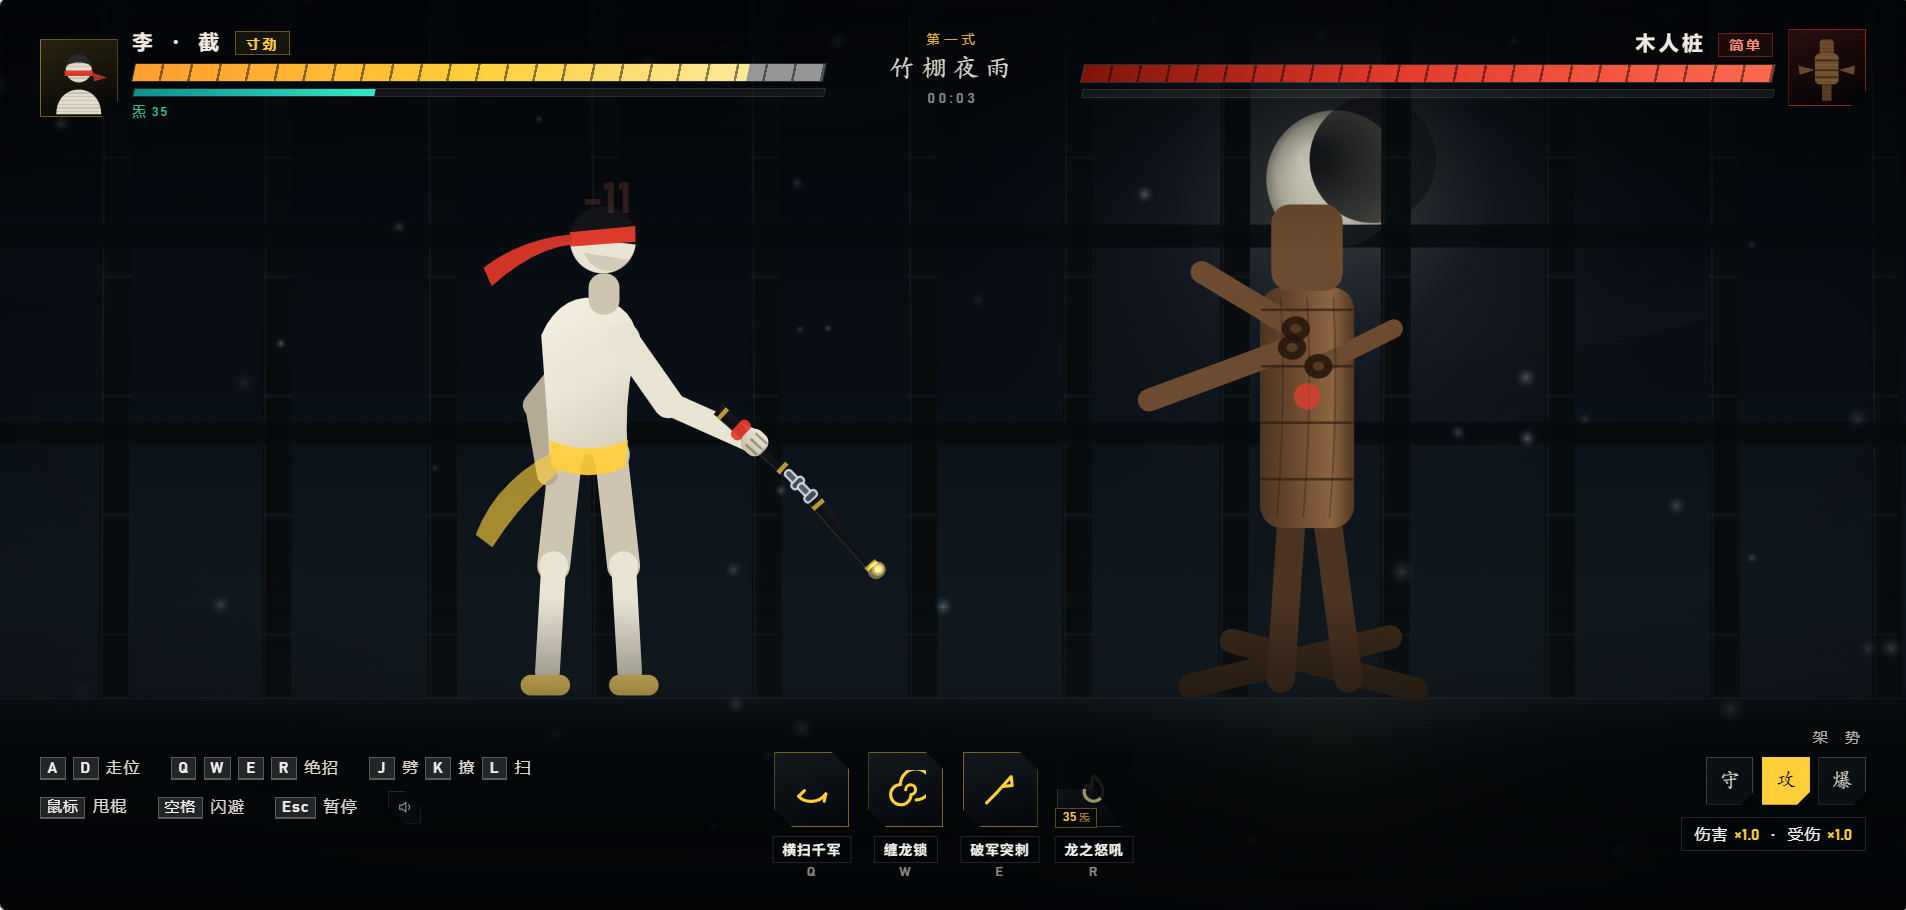 李 · 截 寸劲
炁 35
第一式
竹棚夜雨
00:03
木人桩 简单
-11
A D 走位 Q W E R 绝招 J 劈 K 撩 L 扫
鼠标 甩棍 空格 闪避 Esc 暂停
35 炁
横扫千军 缠龙锁 破军突刺 龙之怒吼
Q W E R
架势
守 攻 爆
伤害 ×1.0 · 受伤 ×1.0